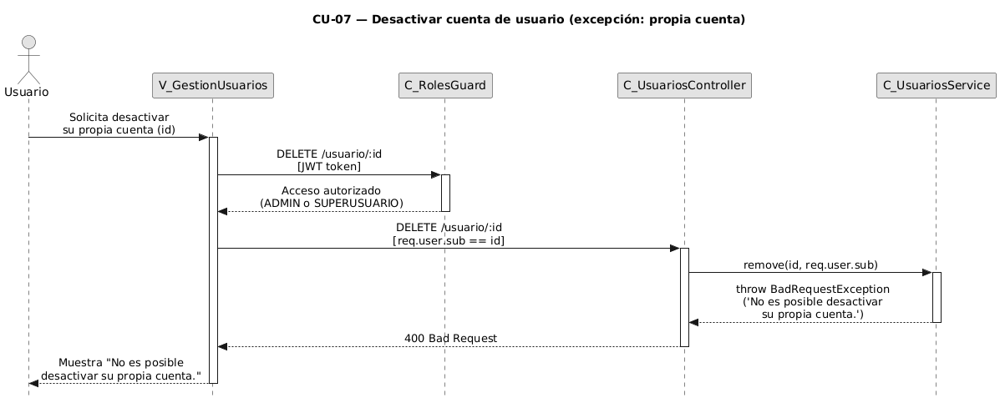 CU-07 — Desactivar cuenta de usuario (excepción: propia cuenta)
Usuario
V_GestionUsuarios
C_RolesGuard
C_UsuariosController
C_UsuariosService
Solicita desactivar
su propia cuenta (id)
DELETE /usuario/:id
[JWT token]
Acceso autorizado
(ADMIN o SUPERUSUARIO)
DELETE /usuario/:id
[req.user.sub == id]
remove(id, req.user.sub)
throw BadRequestException
('No es posible desactivar
su propia cuenta.')
400 Bad Request
Muestra "No es posible
desactivar su propia cuenta."